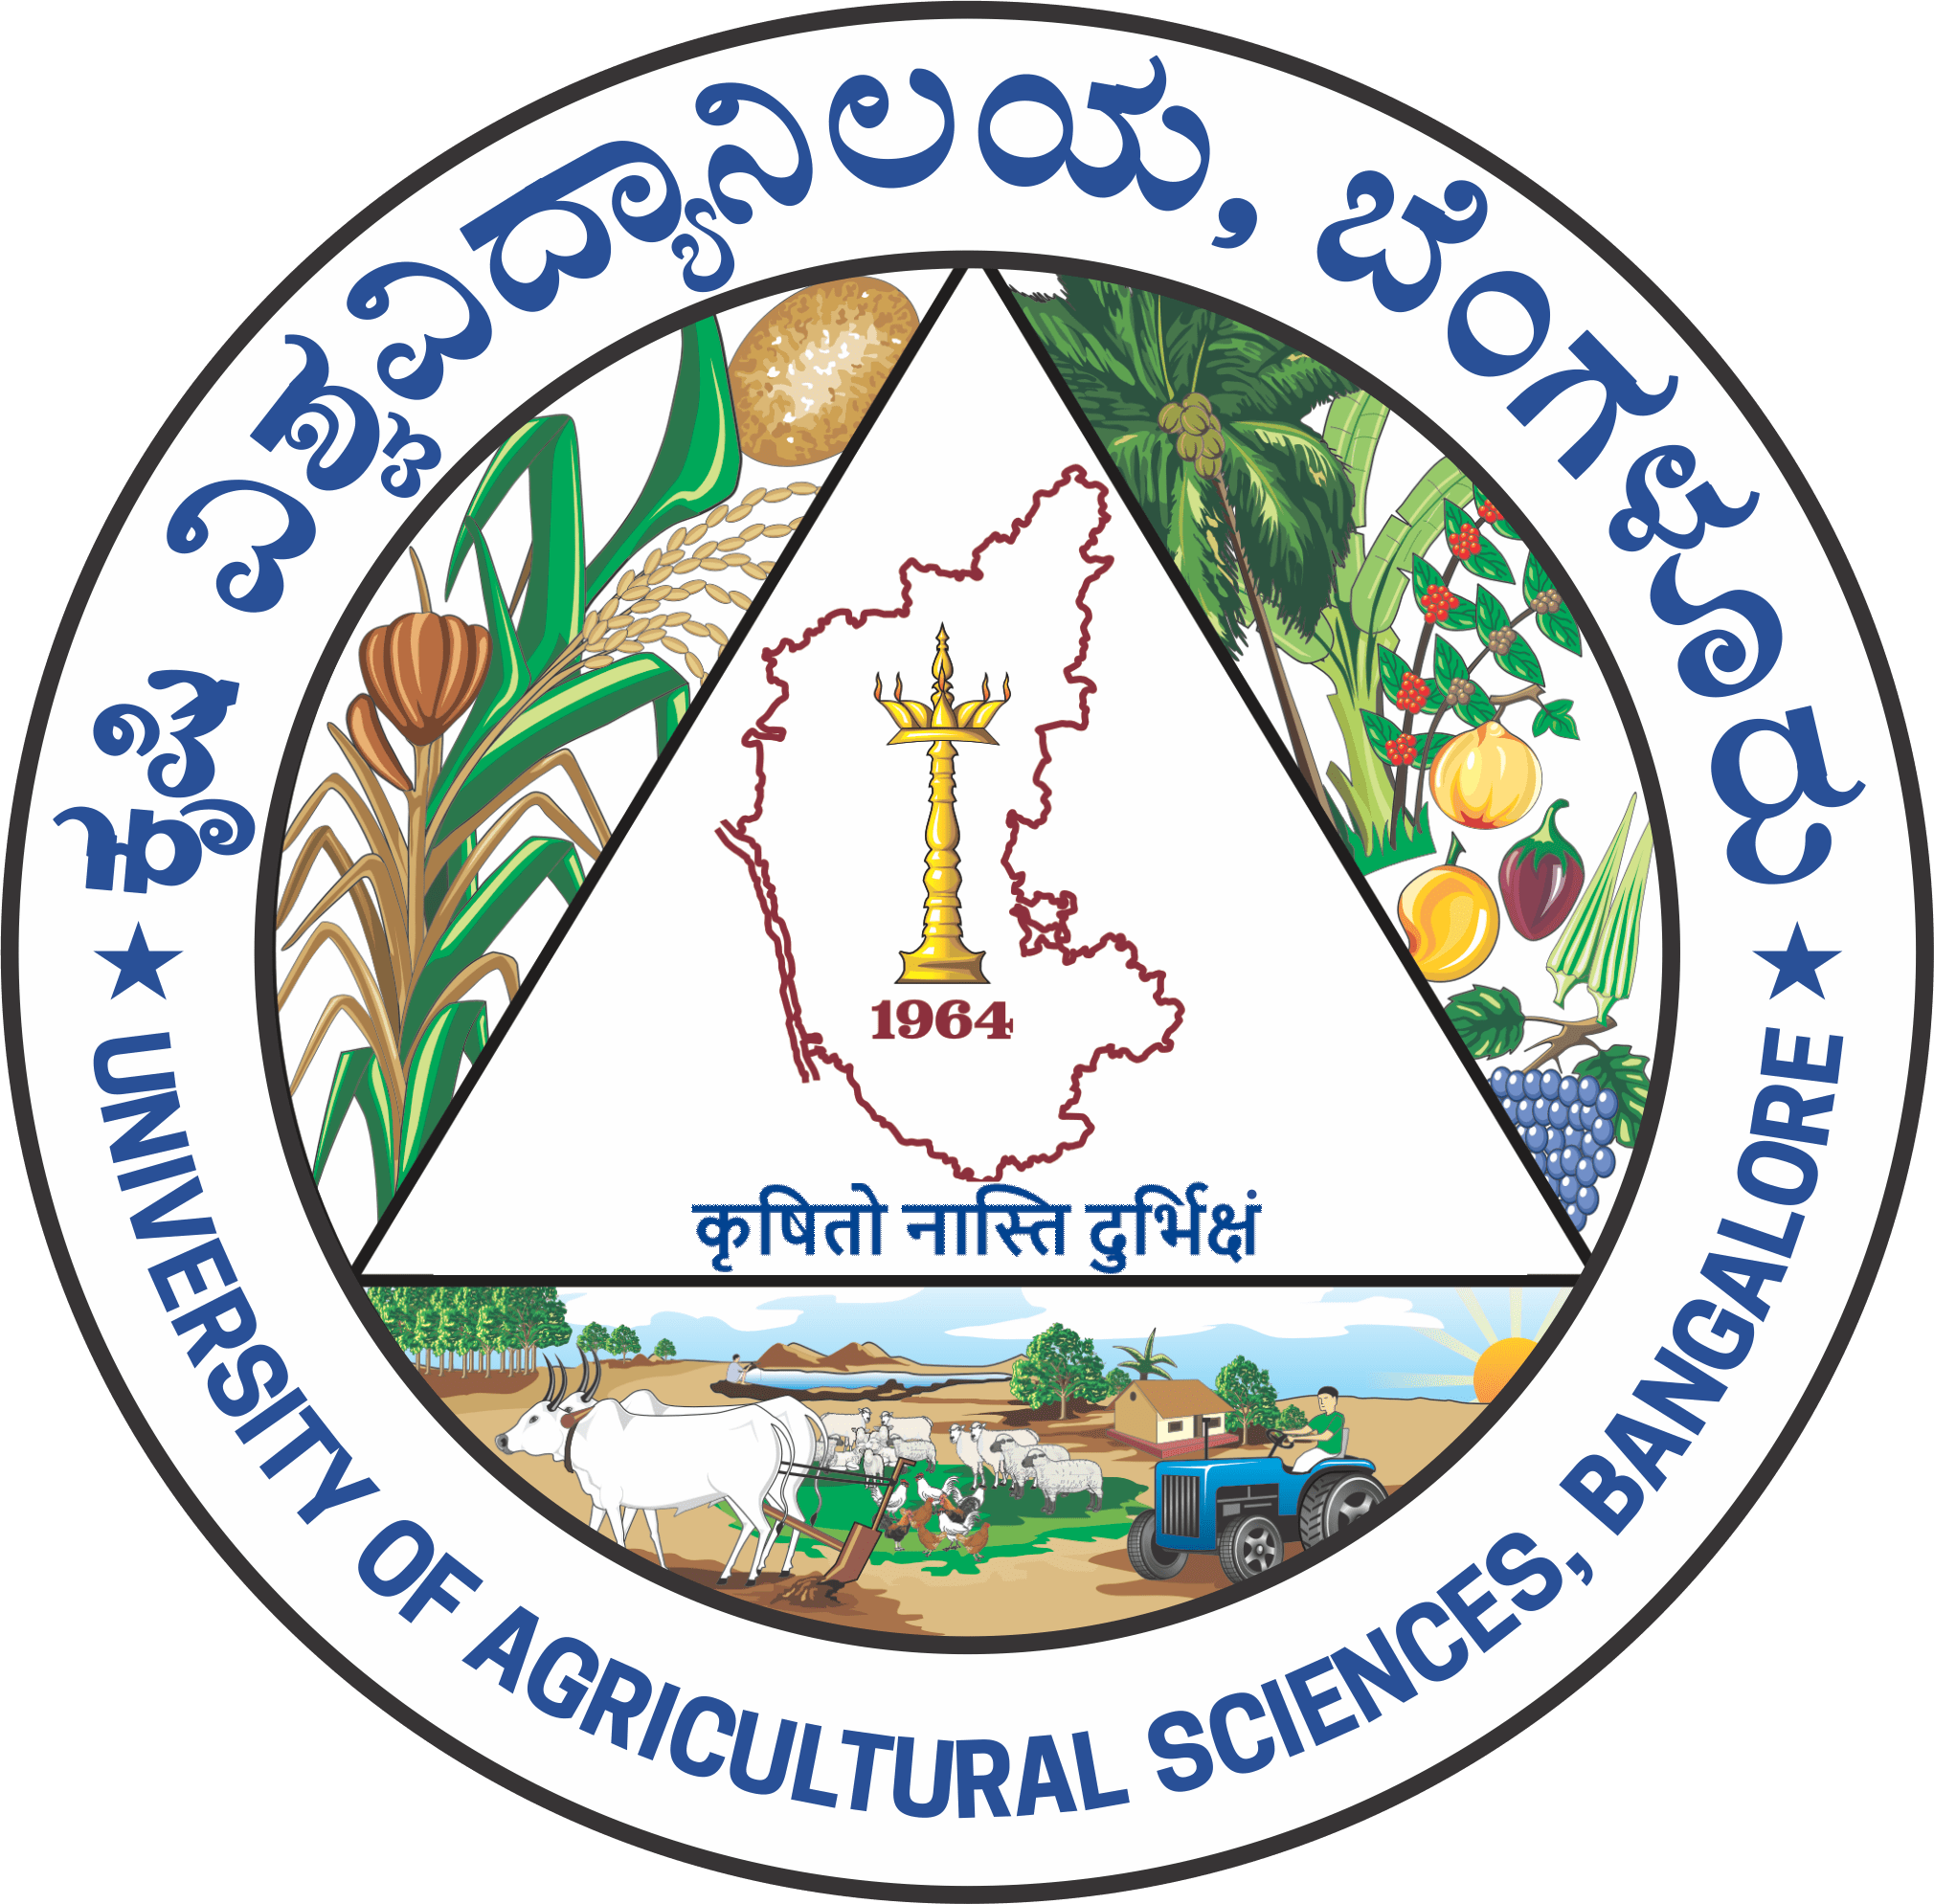 ಕೃಷಿ ವಿಶ್ವವಿದ್ಯಾನಿಲಯ, ಬೆಂಗಳೂರು
1964
कृषितो नास्ति दुर्भिक्षं
★ UNIVERSITY OF AGRICULTURAL SCIENCES, BANGALORE ★